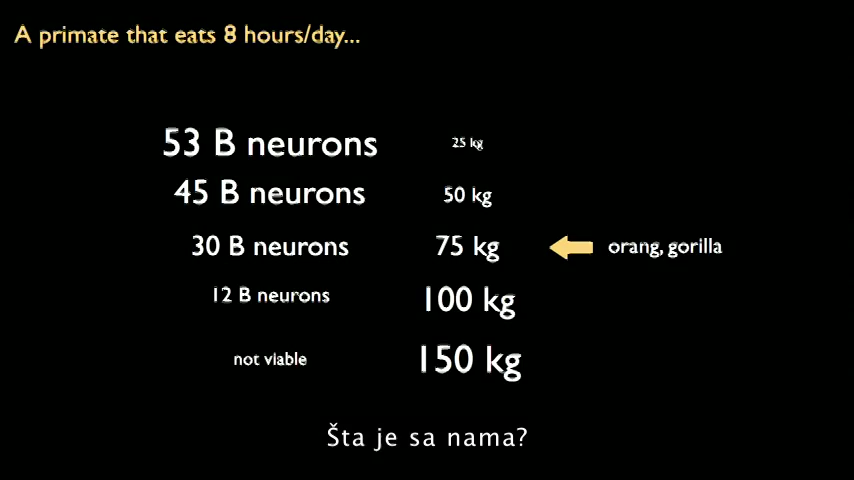 A primate that eats 8 hours/day...
53 B neurons 25 kg
45 B neurons 50 kg
30 B neurons 75 kg orang, gorilla
12 B neurons 100 kg
not viable 150 kg
Šta je sa nama?